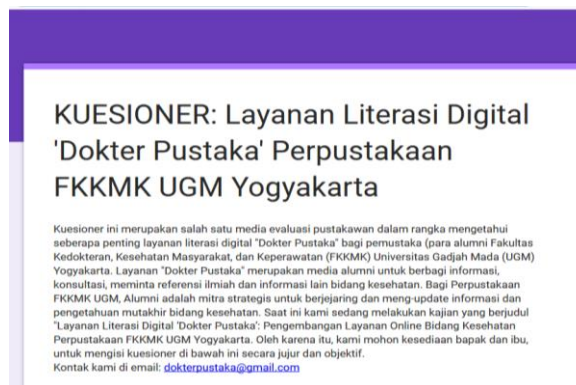 KUESIONER: Layanan Literasi Digital
'Dokter Pustaka' Perpustakaan
FKKMK UGM Yogyakarta
Kuesioner ini merupakan salah satu media evaluasi pustakawan dalam rangka mengetahui
seberapa penting layanan literasi digital "Dokter Pustaka" bagi pemustaka (para alumni Fakultas
Kedokteran, Kesehatan Masyarakat, dan Keperawatan (FKKMK) Universitas Gadjah Mada (UGM)
Yogyakarta. Layanan "Dokter Pustaka" merupakan media alumni untuk berbagi informasi,
konsultasi, meminta referensi ilmiah dan informasi lain bidang kesehatan. Bagi Perpustakaan
FKKMK UGM, Alumni adalah mitra strategis untuk berjejaring dan meng-update informasi dan
pengetahuan mutakhir bidang kesehatan. Saat ini kami sedang melakukan kajian yang berjudul
"Layanan Literasi Digital 'Dokter Pustaka': Pengembangan Layanan Online Bidang Kesehatan
Perpustakaan FKKMK UGM Yogyakarta. Oleh karena itu, kami mohon kesediaan bapak dan ibu,
untuk mengisi kuesioner di bawah ini secara jujur dan objektif.
Kontak kami di email: dokterpustaka@gmail.com